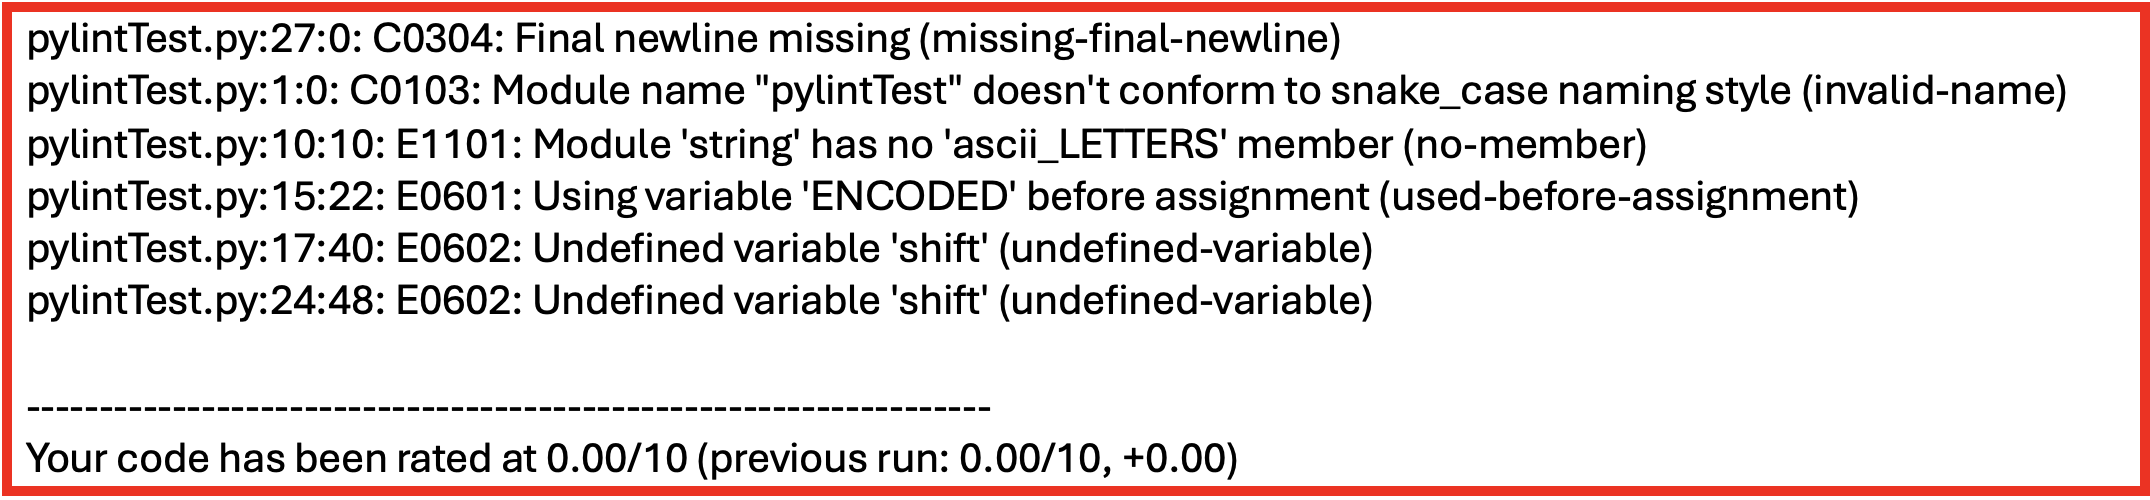 pylintTest.py:27:0: C0304: Final newline missing (missing-final-newline)
pylintTest.py:1:0: C0103: Module name "pylintTest" doesn't conform to snake_case naming style (invalid-name)
pylintTest.py:10:10: E1101: Module 'string' has no 'ascii_LETTERS' member (no-member)
pylintTest.py:15:22: E0601: Using variable 'ENCODED' before assignment (used-before-assignment)
pylintTest.py:17:40: E0602: Undefined variable 'shift' (undefined-variable)
pylintTest.py:24:48: E0602: Undefined variable 'shift' (undefined-variable)
-------------------------------------------------------------------
Your code has been rated at 0.00/10 (previous run: 0.00/10, +0.00)